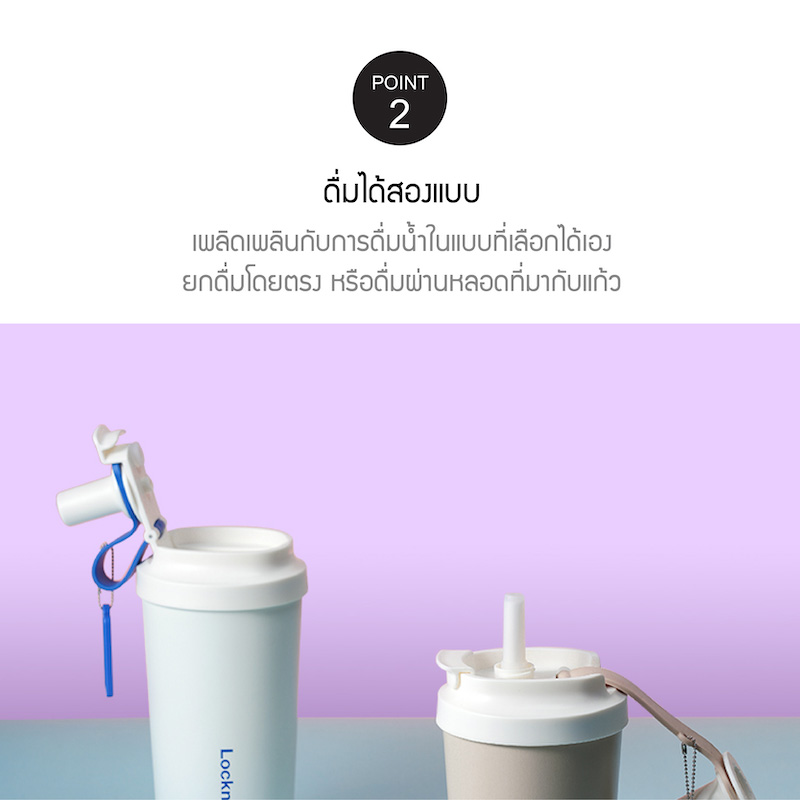 POINT
2
ดื่มได้สองแบบ
เพลิดเพลินกับการดื่มน้ำในแบบที่เลือกได้เอง
ยกดื่มโดยตรง หรือดื่มผ่านหลอดที่มากับแก้ว
Lockn